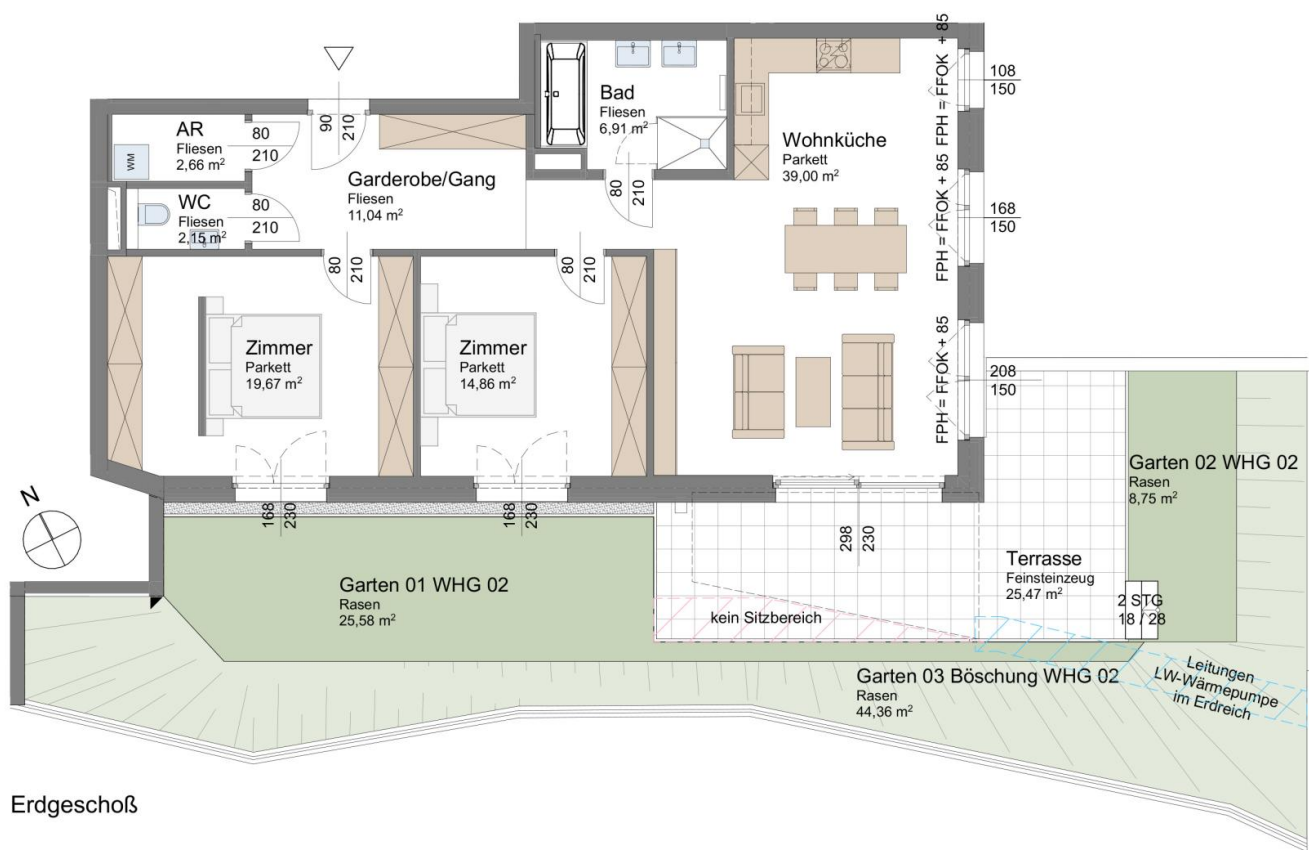 Bad
Fliesen
6,91 m²
Wohnküche
Parkett
39,00 m²
FPH = FFOK + 85
108
150
FPH = FFOK + 85
168
150
FPH = FFOK + 85
208
150
AR
Fliesen
2,66 m²
WM
80
210
90
210
WC
Fliesen
2,15 m²
80
210
Garderobe/Gang
Fliesen
11,04 m²
80
210
80
210
80
210
Zimmer
Parkett
19,67 m²
Zimmer
Parkett
14,86 m²
168
230
168
230
298
230
N
Garten 01 WHG 02
Rasen
25,58 m²
Garten 02 WHG 02
Rasen
8,75 m²
Terrasse
Feinsteinzeug
25,47 m²
2 STG
18 / 28
kein Sitzbereich
Garten 03 Böschung WHG 02
Rasen
44,36 m²
Leitungen
LW-Wärmepumpe
im Erdreich
Erdgeschoß